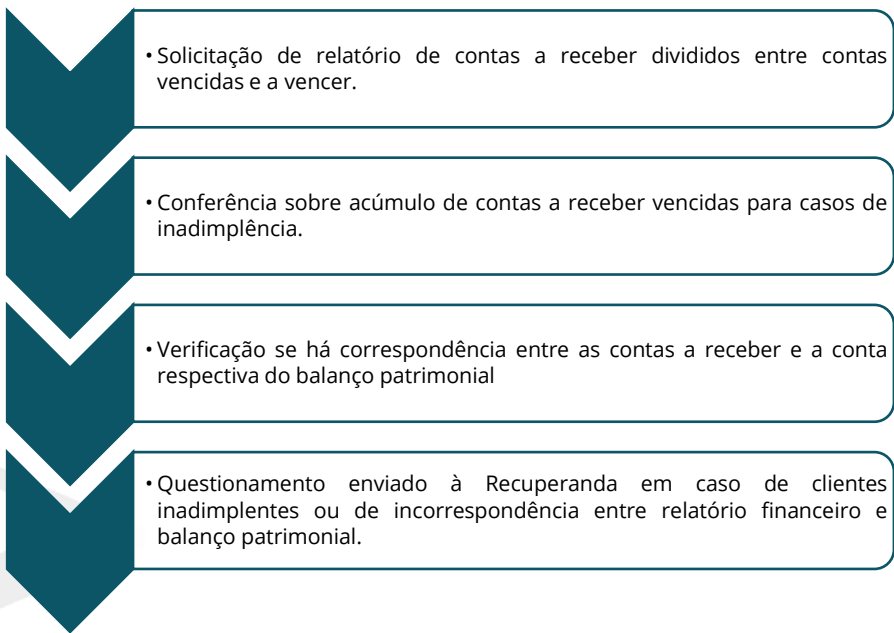 • Solicitação de relatório de contas a receber divididos entre contas
vencidas e a vencer.
• Conferência sobre acúmulo de contas a receber vencidas para casos de
inadimplência.
• Verificação se há correspondência entre as contas a receber e a conta
respectiva do balanço patrimonial
• Questionamento enviado à Recuperanda em caso de clientes
inadimplentes ou de incorrespondência entre relatório financeiro e
balanço patrimonial.